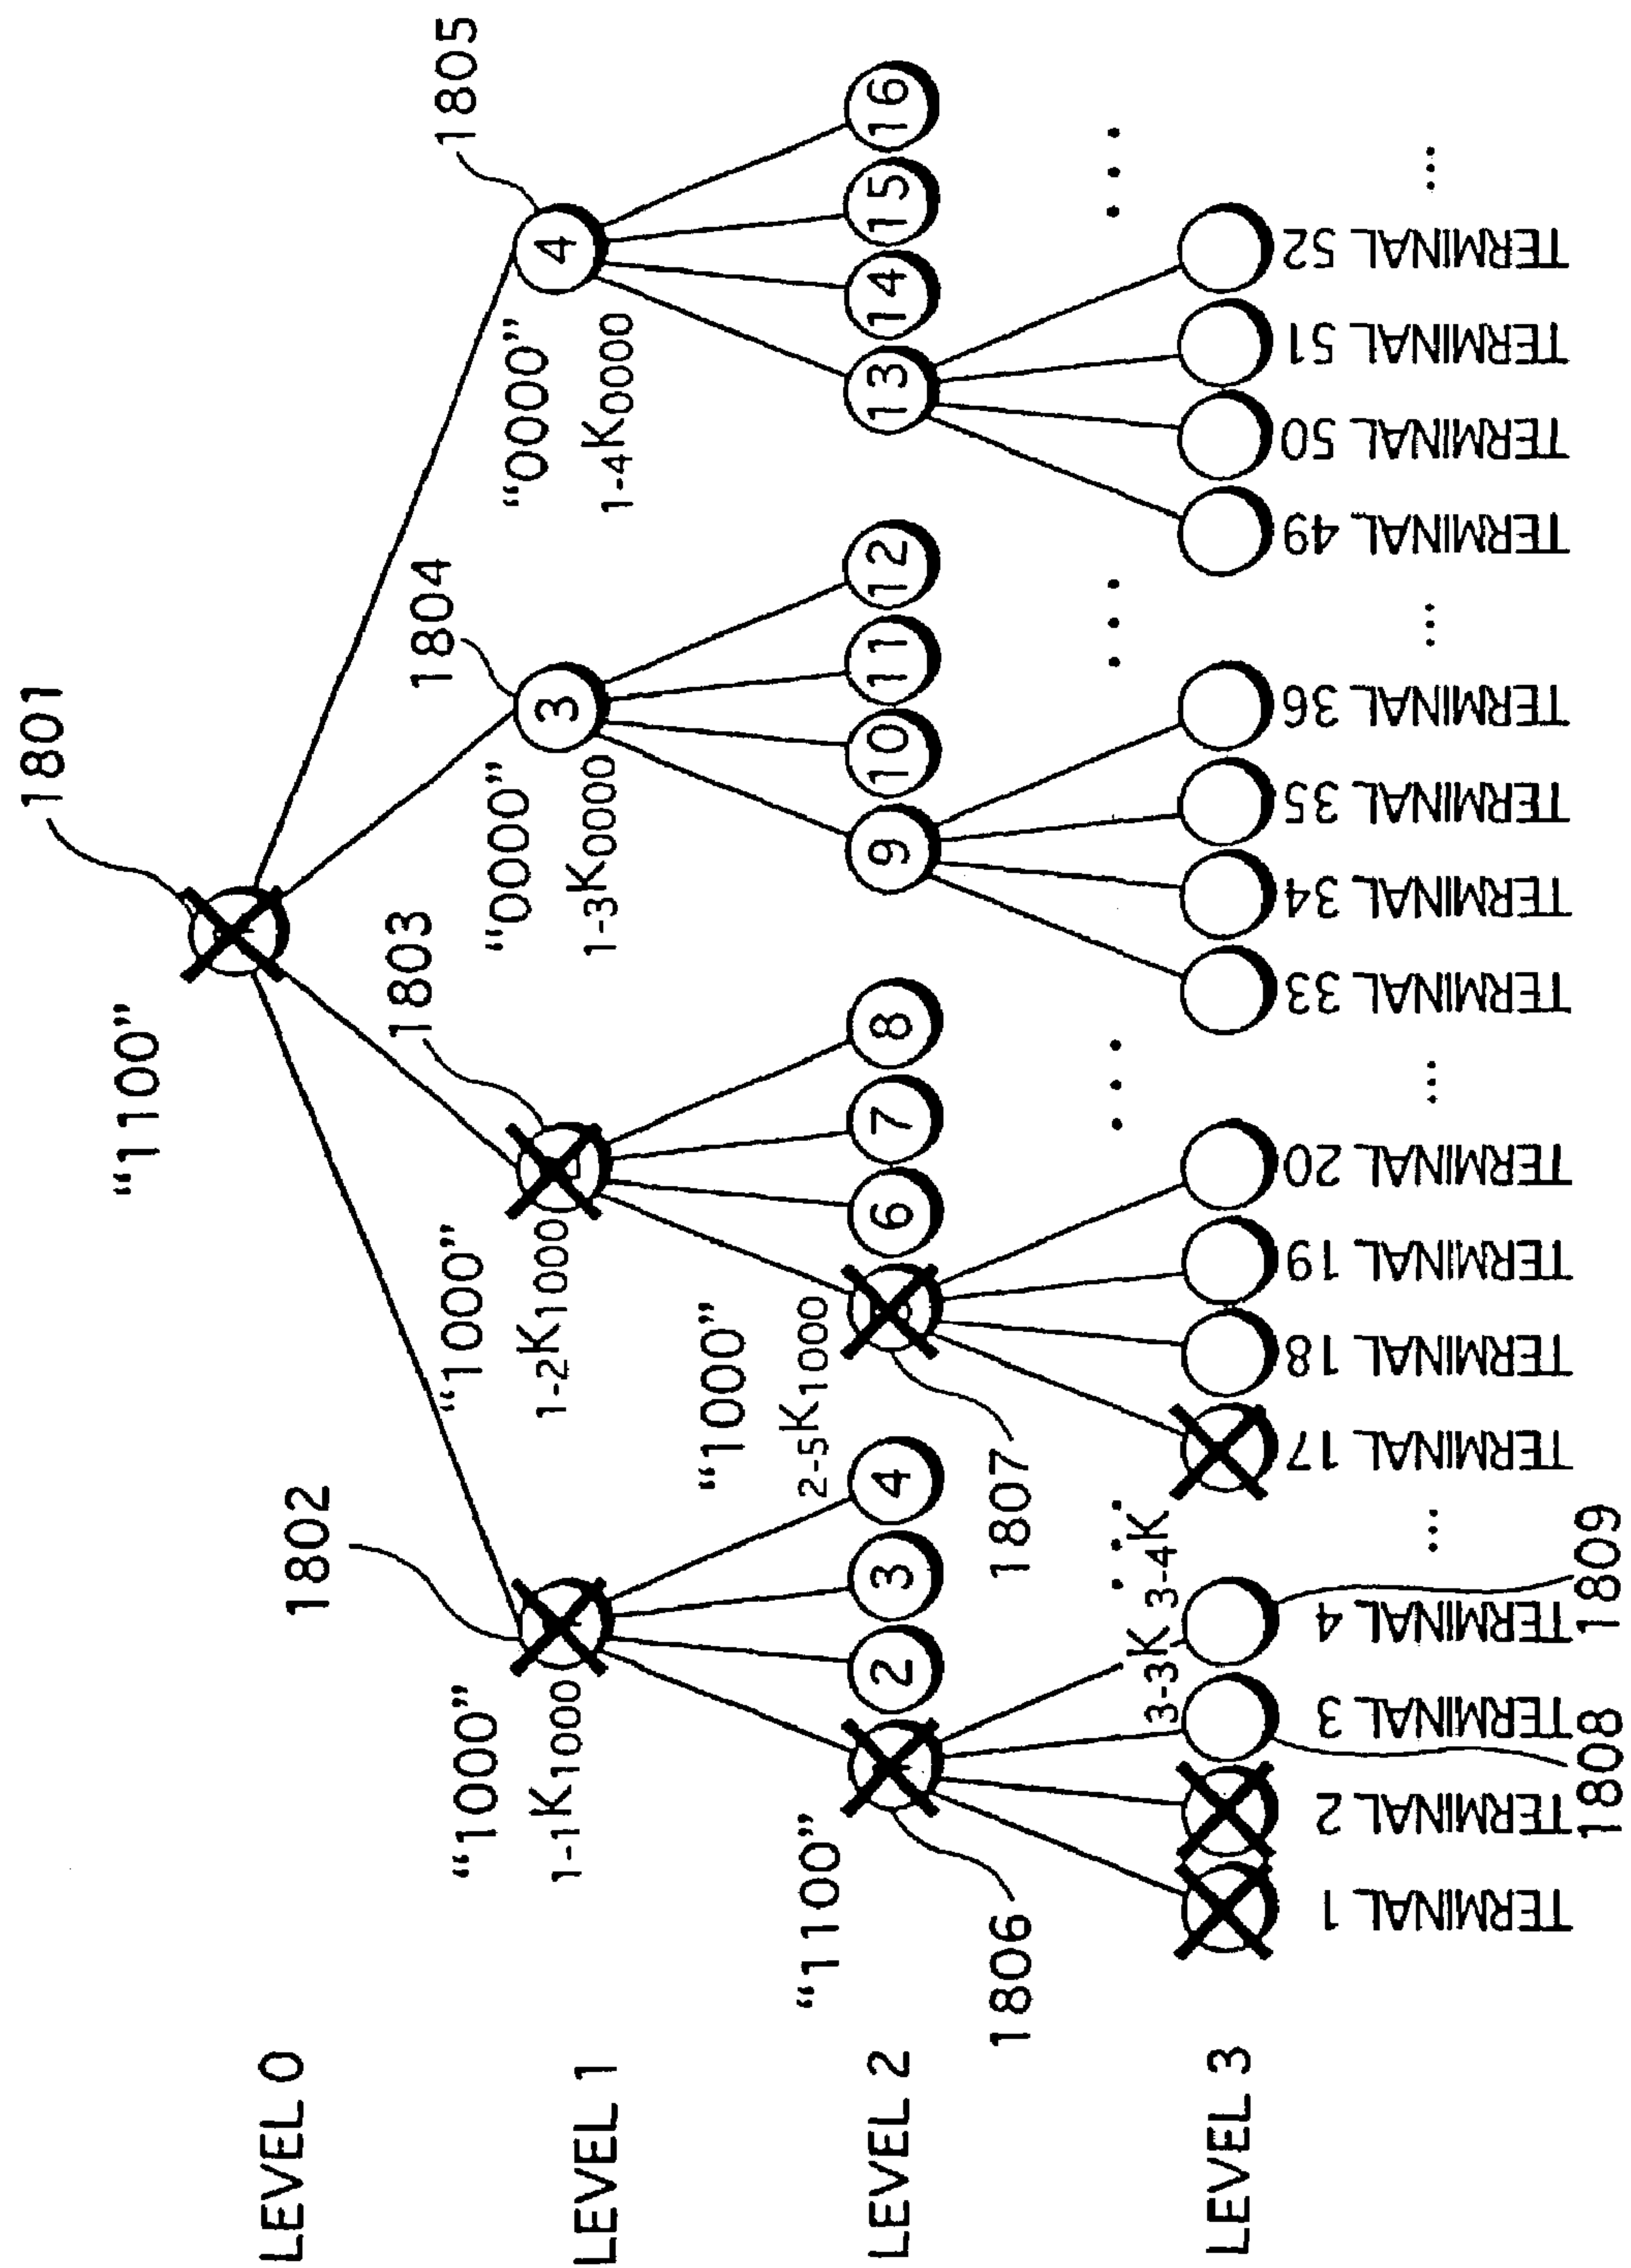 1801
"1100"
LEVEL 0
1802
1803
1804
1805
"1000"
"1000"
"0000"
"0000"
LEVEL 1
1-1K1000
1-2K1000
1-3K0000
3
1-4K0000
4
"1100"
"1000"
2-5K1000
LEVEL 2
2
3
4
6
7
8
9
10
11
12
13
14
15
16
1806
1807
...
...
...
...
3-3K
3-4K
LEVEL 3
TERMINAL 1
TERMINAL 2
TERMINAL 3
TERMINAL 4
...
TERMINAL 17
TERMINAL 18
TERMINAL 19
TERMINAL 20
...
TERMINAL 33
TERMINAL 34
TERMINAL 35
TERMINAL 36
...
TERMINAL 49
TERMINAL 50
TERMINAL 51
TERMINAL 52
...
1808
1809